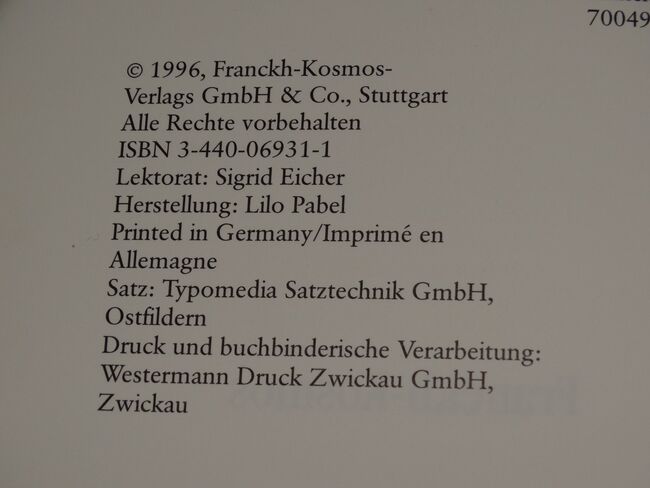 70049
© 1996, Franckh-Kosmos-
Verlags GmbH & Co., Stuttgart
Alle Rechte vorbehalten
ISBN 3-440-06931-1
Lektorat: Sigrid Eicher
Herstellung: Lilo Pabel
Printed in Germany/Imprimé en
Allemagne
Satz: Typomedia Satztechnik GmbH,
Ostfildern
Druck und buchbinderische Verarbeitung:
Westermann Druck Zwickau GmbH,
Zwickau